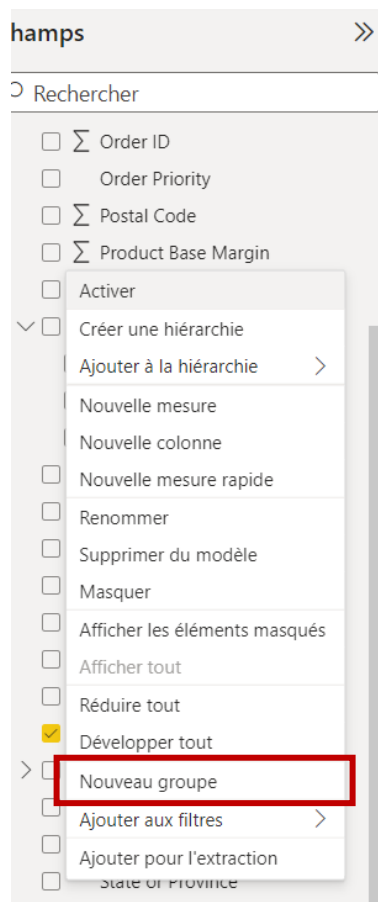 hamps
Rechercher
Order ID
Order Priority
Postal Code
Product Base Margin
Activer
Créer une hiérarchie
Ajouter à la hiérarchie
Nouvelle mesure
Nouvelle colonne
Nouvelle mesure rapide
Renommer
Supprimer du modèle
Masquer
Afficher les éléments masqués
Afficher tout
Réduire tout
Développer tout
Nouveau groupe
Ajouter aux filtres
Ajouter pour l'extraction
State or Province